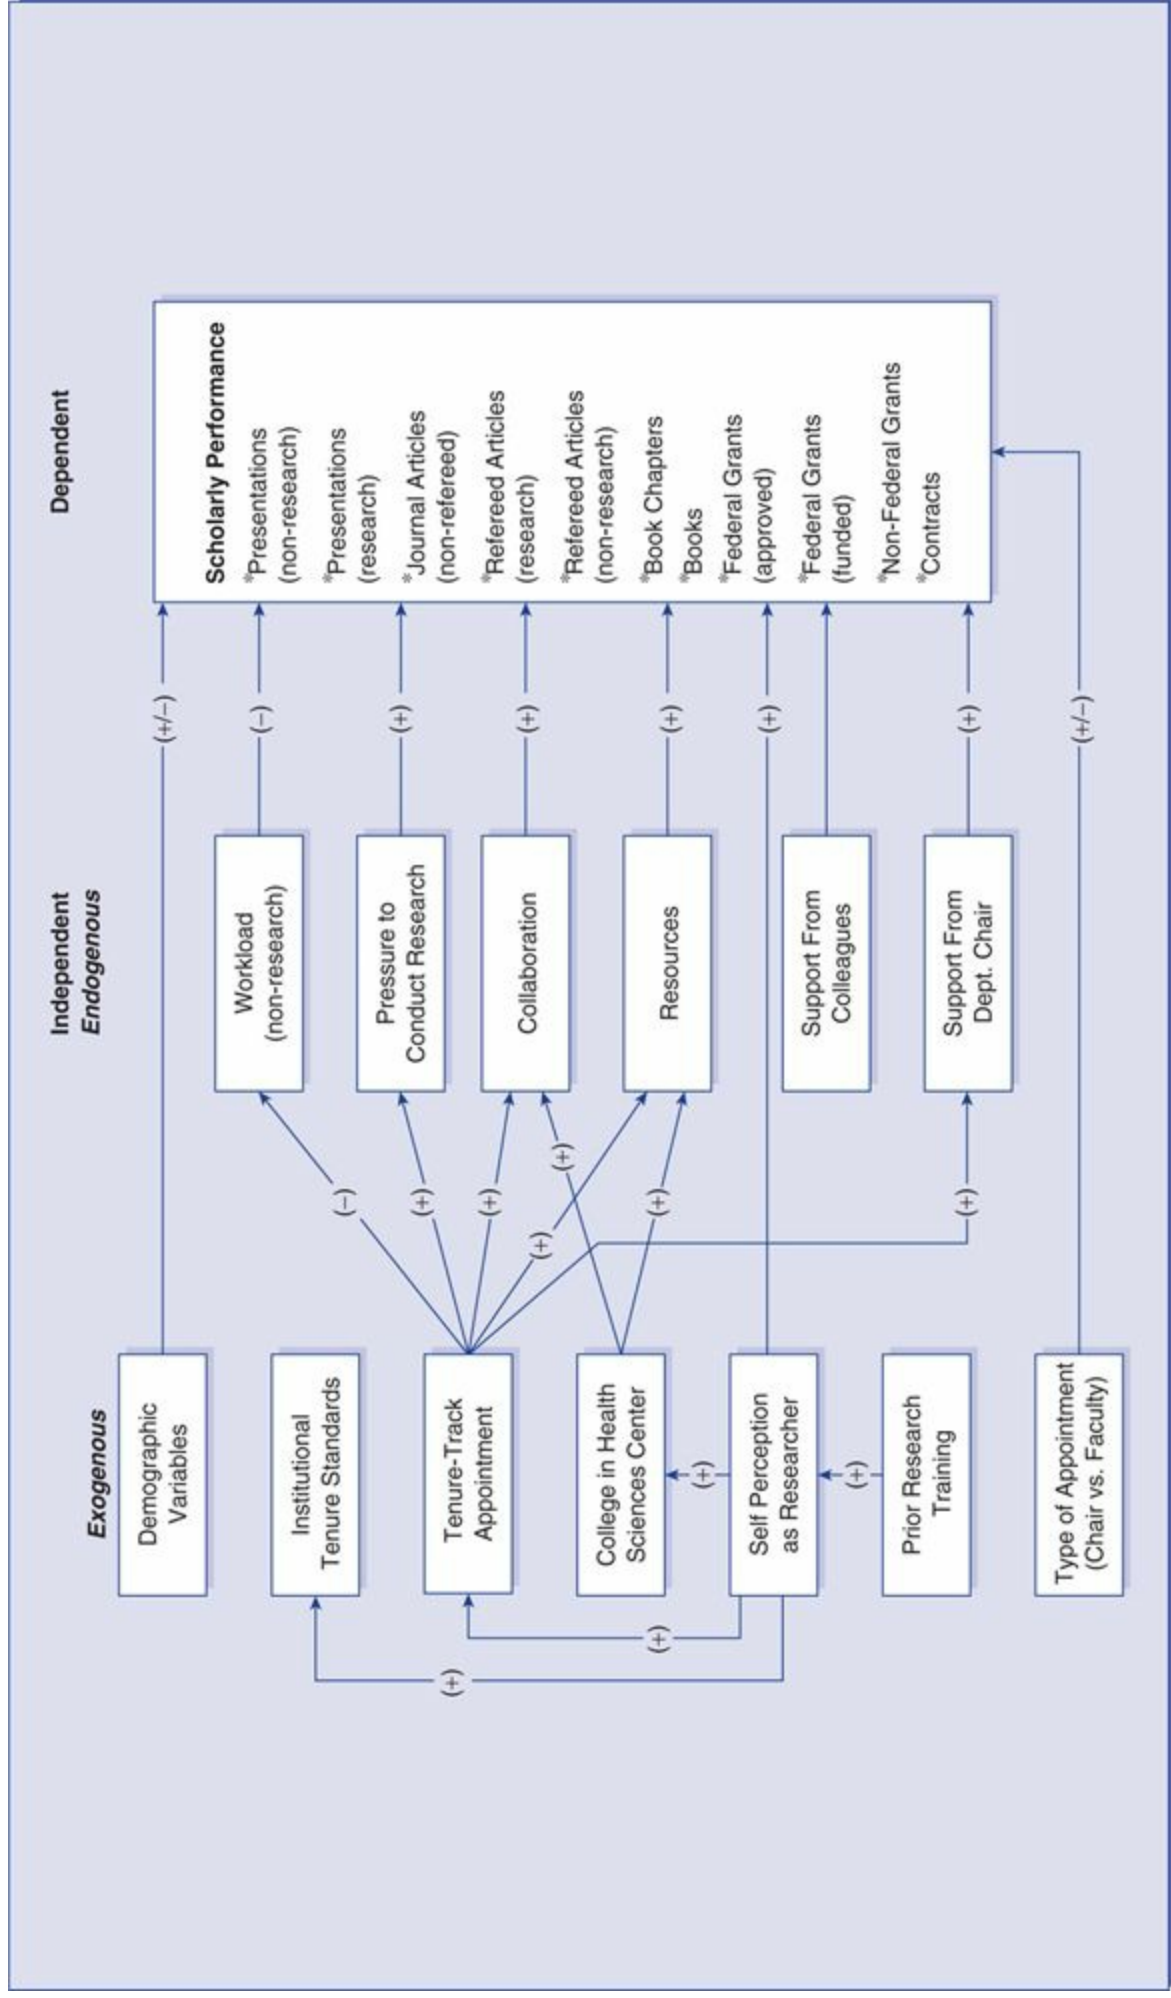 Exogenous
Independent
Endogenous
Dependent
Demographic
Variables
Institutional
Tenure Standards
Tenure-Track
Appointment
College in Health
Sciences Center
Self Perception
as Researcher
Prior Research
Training
Type of Appointment
(Chair vs. Faculty)
(+)
(+)
(+)
(+)
(–)
(+)
(+)
(+)
(+)
(+)
(+)
Workload
(non-research)
Pressure to
Conduct Research
Collaboration
Resources
Support From
Colleagues
Support From
Dept. Chair
(+/–)
(–)
(+)
(+)
(+)
(+)
(+)
(+/–)
Scholarly Performance
*Presentations
(non-research)
*Presentations
(research)
*Journal Articles
(non-refereed)
*Refereed Articles
(research)
*Refereed Articles
(non-research)
*Book Chapters
*Books
*Federal Grants
(approved)
*Federal Grants
(funded)
*Non-Federal Grants
*Contracts